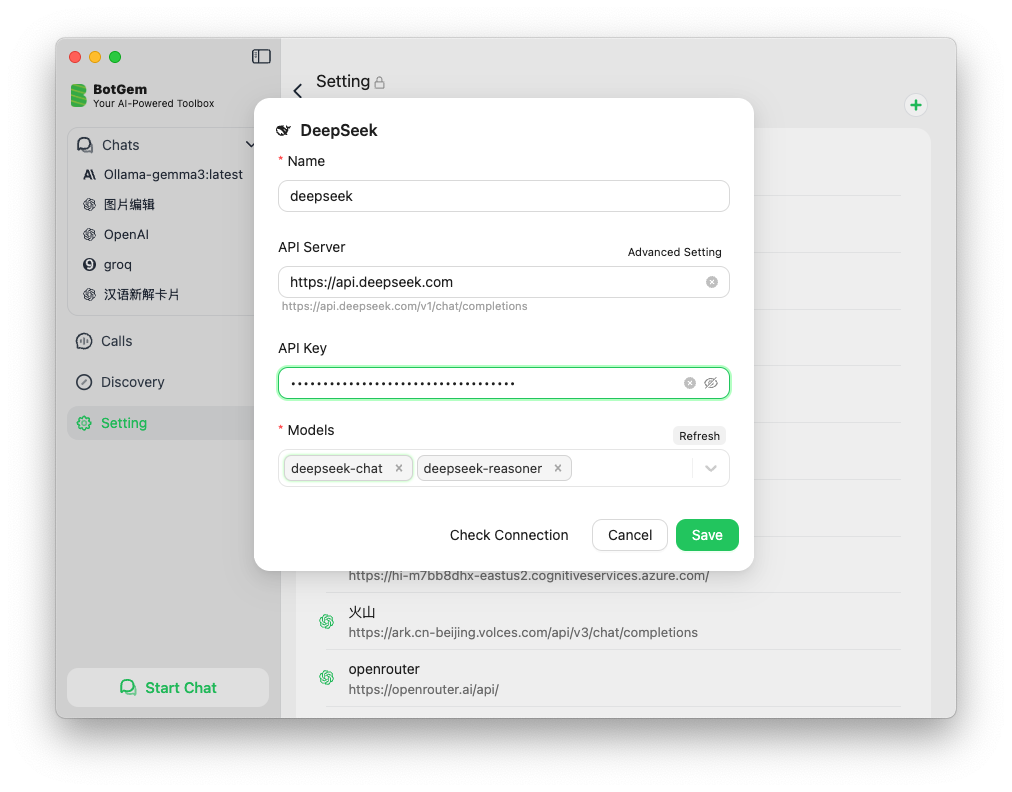 BotGem
Your AI-Powered Toolbox
Chats
Ollama-gemma3:latest
图片编辑
OpenAI
groq
汉语新解卡片
Calls
Discovery
Setting
Start Chat
Setting
DeepSeek
* Name
deepseek
API Server
Advanced Setting
https://api.deepseek.com
https://api.deepseek.com/v1/chat/completions
API Key
* Models
Refresh
deepseek-chat × deepseek-reasoner ×
Check Connection Cancel Save
https://hi-m7bb8dhx-eastus2.cognitiveservices.azure.com/
火山
https://ark.cn-beijing.volces.com/api/v3/chat/completions
openrouter
https://openrouter.ai/api/